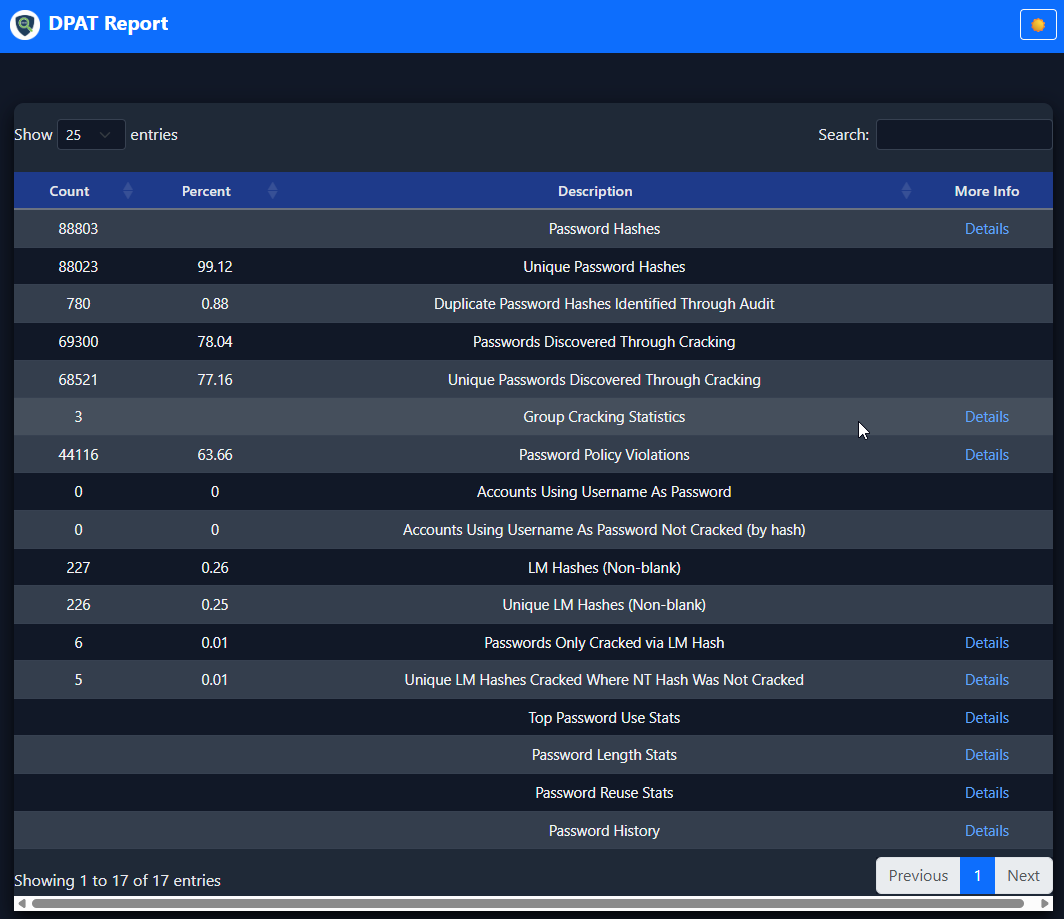 DPAT Report
Show 25 entries Search:
Count Percent Description More Info
88803 Password Hashes Details
88023 99.12 Unique Password Hashes
780 0.88 Duplicate Password Hashes Identified Through Audit
69300 78.04 Passwords Discovered Through Cracking
68521 77.16 Unique Passwords Discovered Through Cracking
3 Group Cracking Statistics Details
44116 63.66 Password Policy Violations Details
0 0 Accounts Using Username As Password
0 0 Accounts Using Username As Password Not Cracked (by hash)
227 0.26 LM Hashes (Non-blank)
226 0.25 Unique LM Hashes (Non-blank)
6 0.01 Passwords Only Cracked via LM Hash Details
5 0.01 Unique LM Hashes Cracked Where NT Hash Was Not Cracked Details
Top Password Use Stats Details
Password Length Stats Details
Password Reuse Stats Details
Password History Details
Showing 1 to 17 of 17 entries Previous 1 Next